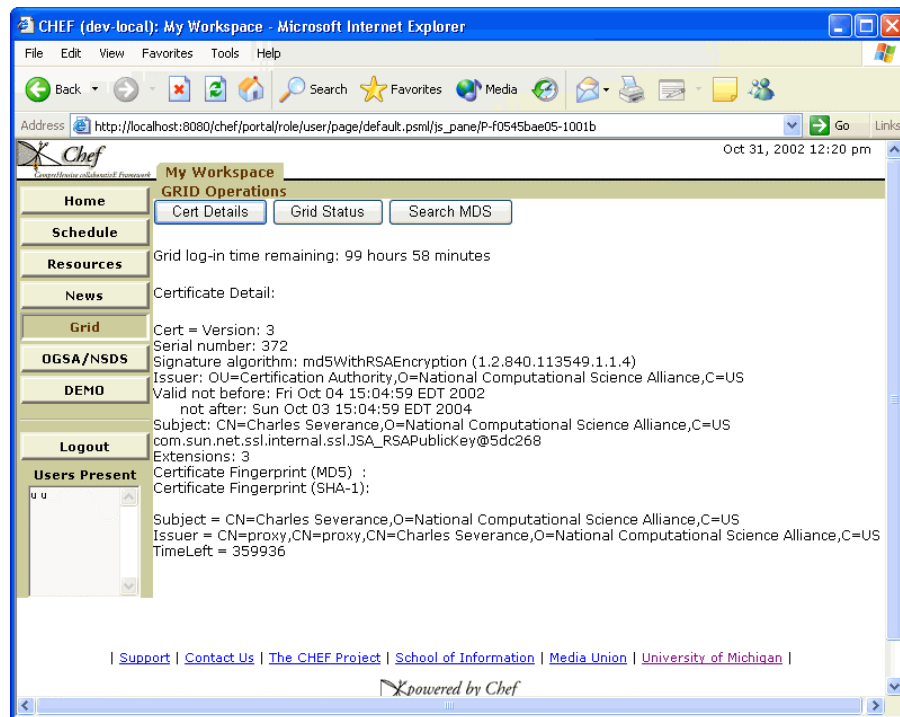 CHEF (dev-local): My Workspace - Microsoft Internet Explorer
File Edit View Favorites Tools Help
Back Search Favorites Media
Address http://localhost:8080/chef/portal/role/user/page/default.psml/js_pane/P-f0545bae05-1001b Go Links
Chef
Oct 31, 2002 12:20 pm
My Workspace
GRID Operations
Home
Schedule
Resources
News
Grid
OGSA/NSDS
DEMO
Logout
Users Present
u u
Cert Details Grid Status Search MDS
Grid log-in time remaining: 99 hours 58 minutes
Certificate Detail:
Cert = Version: 3
Serial number: 372
Signature algorithm: md5WithRSAEncryption (1.2.840.113549.1.1.4)
Issuer: OU=Certification Authority,O=National Computational Science Alliance,C=US
Valid not before: Fri Oct 04 15:04:59 EDT 2002
not after: Sun Oct 03 15:04:59 EDT 2004
Subject: CN=Charles Severance,O=National Computational Science Alliance,C=US
com.sun.net.ssl.internal.ssl.JSA_RSAPublicKey@5dc268
Extensions: 3
Certificate Fingerprint (MD5) :
Certificate Fingerprint (SHA-1):
Subject = CN=Charles Severance,O=National Computational Science Alliance,C=US
Issuer = CN=proxy,CN=proxy,CN=Charles Severance,O=National Computational Science Alliance,C=US
TimeLeft = 359936
| Support | Contact Us | The CHEF Project | School of Information | Media Union | University of Michigan |
powered by Chef